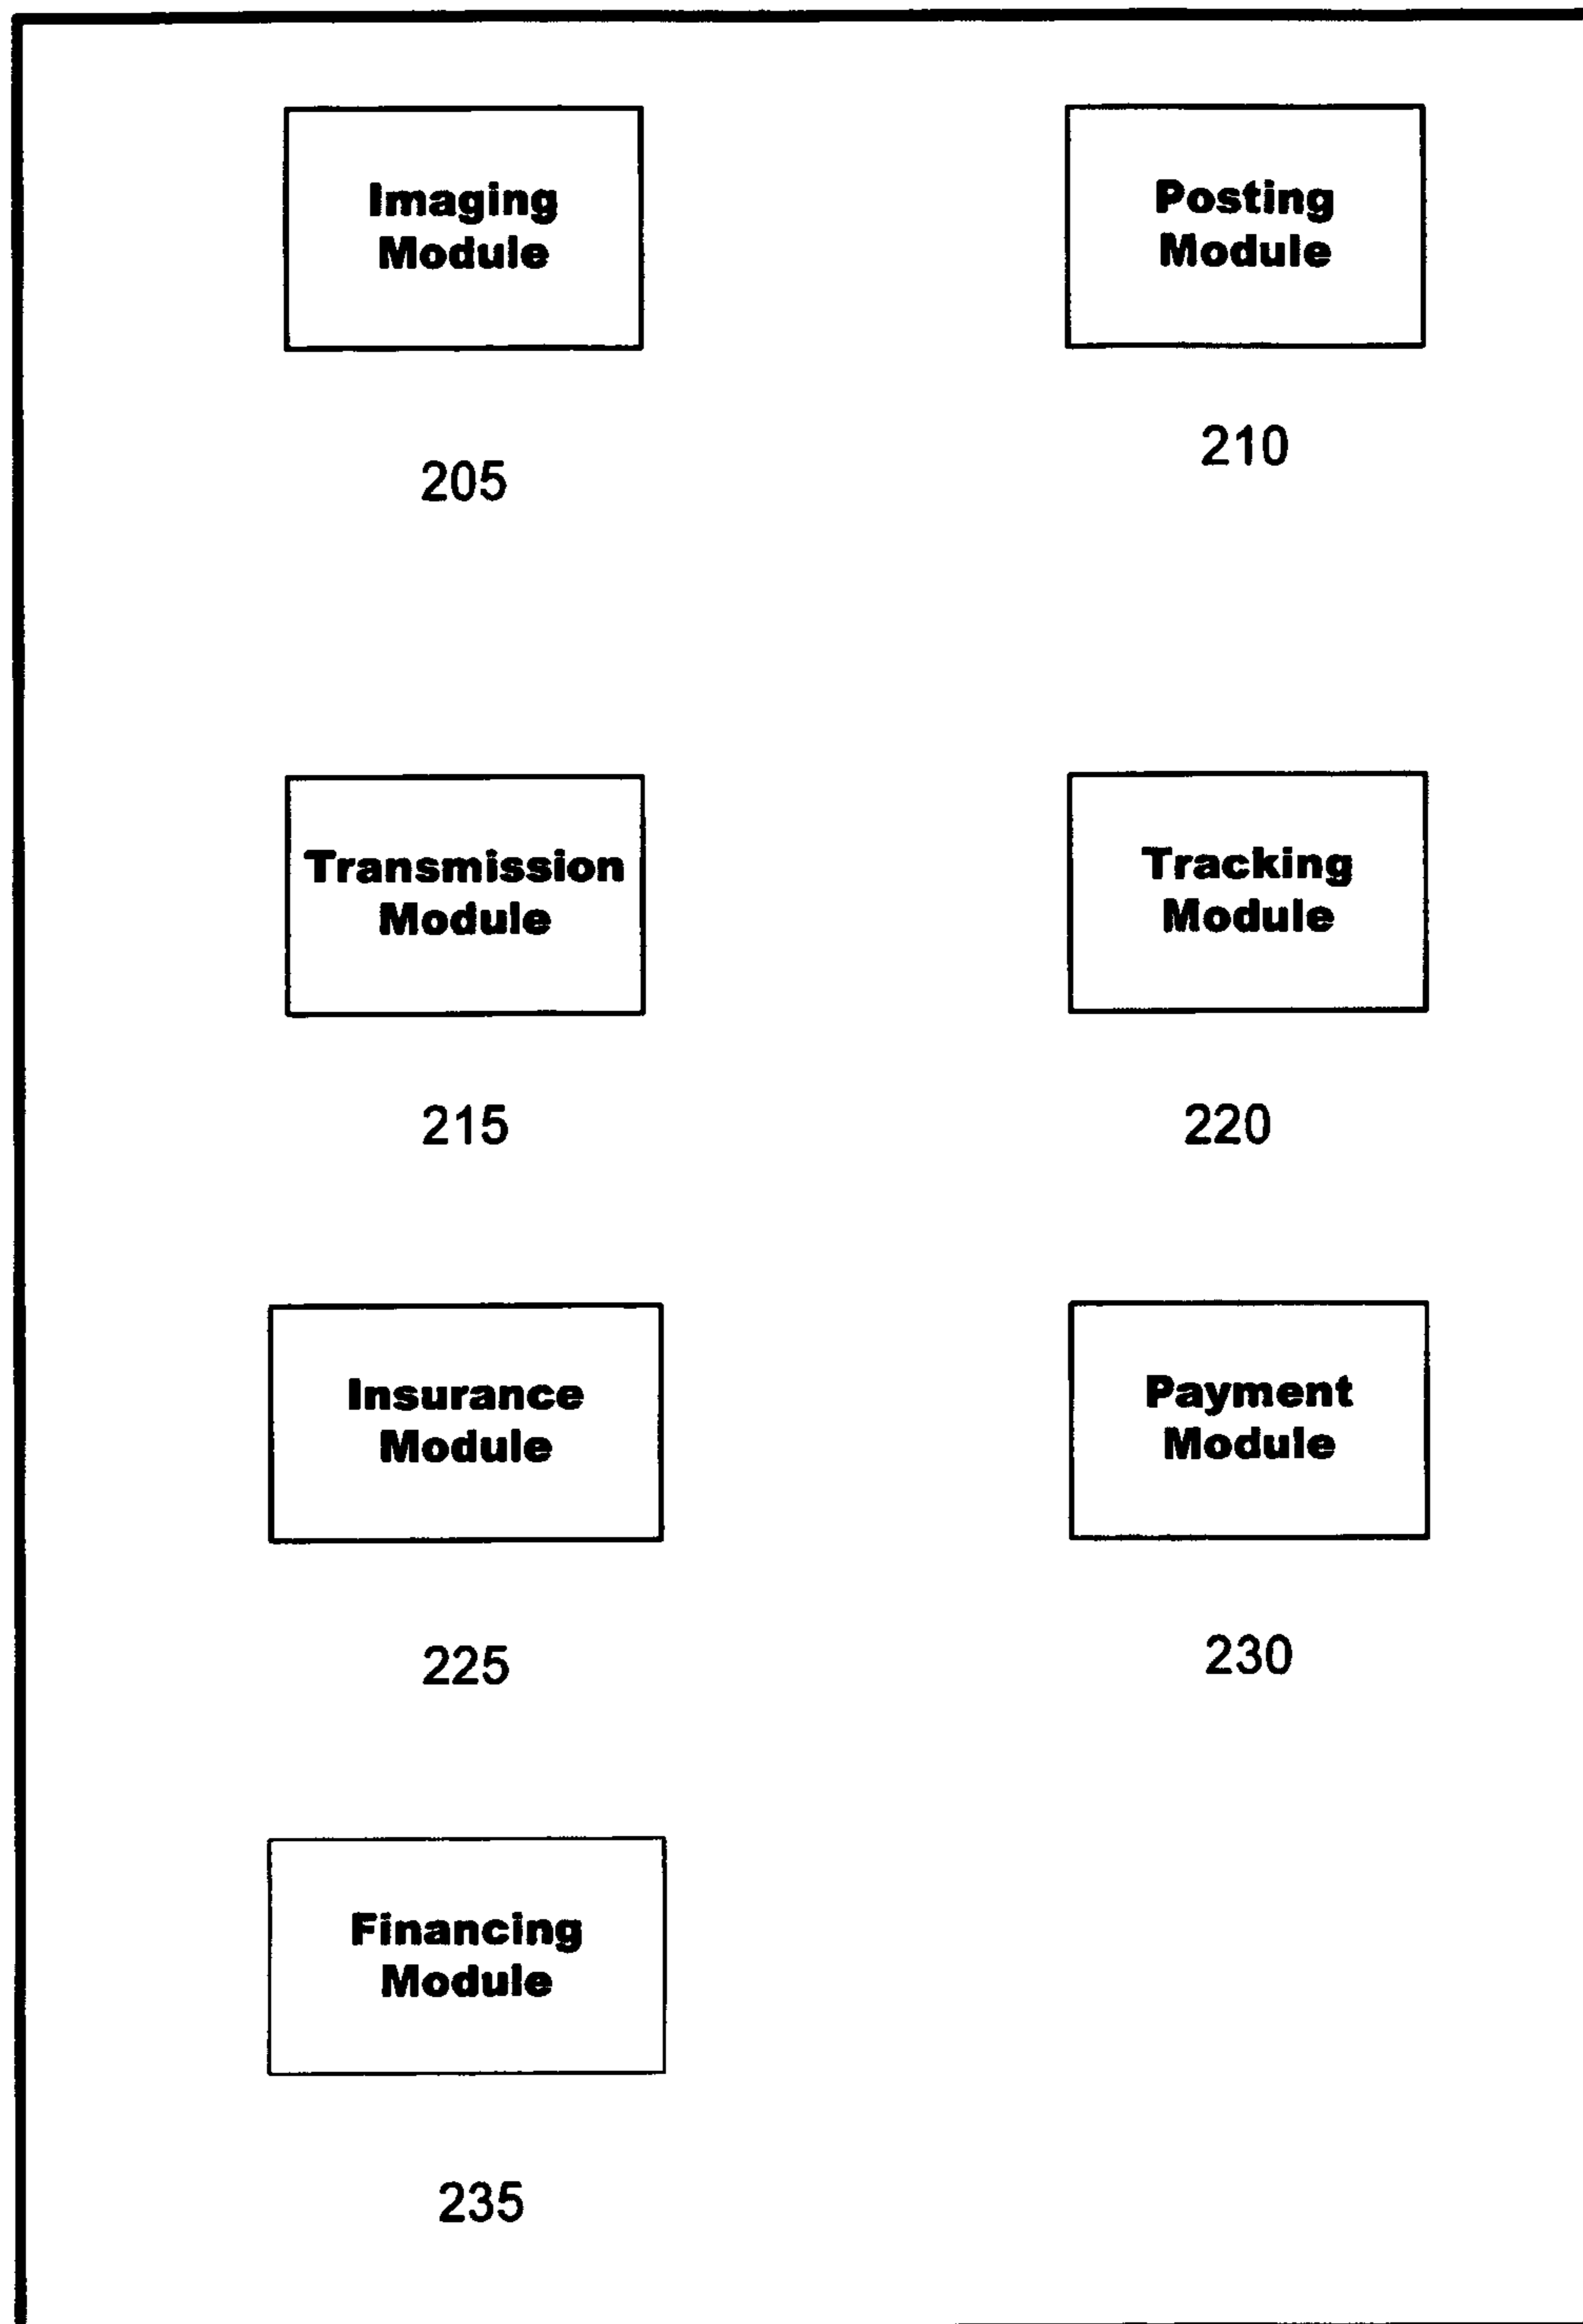 Imaging
Module
205
Posting
Module
210
Transmission
Module
215
Tracking
Module
220
Insurance
Module
225
Payment
Module
230
Financing
Module
235